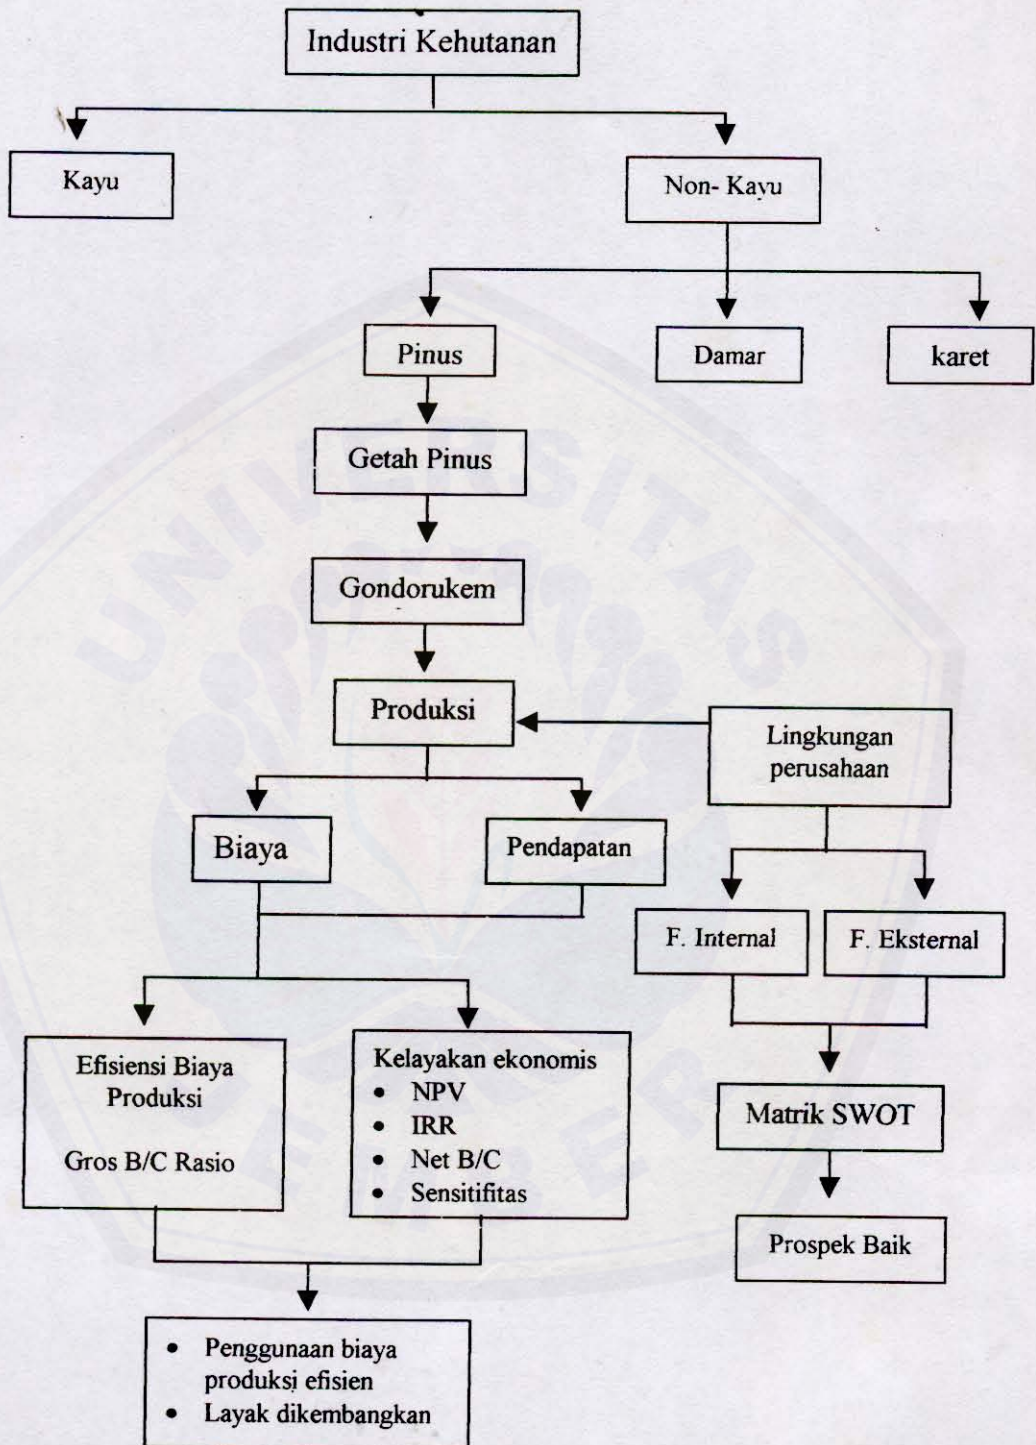 Industri Kehutanan
Kayu
Non- Kayu
Pinus
Damar
karet
Getah Pinus
Gondorukem
Produksi
Lingkungan
perusahaan
Biaya
Pendapatan
F. Internal
F. Eksternal
Efisiensi Biaya
Produksi
Gros B/C Rasio
Kelayakan ekonomis
• NPV
• IRR
• Net B/C
• Sensitifitas
Matrik SWOT
Prospek Baik
• Penggunaan biaya
produksi efisien
• Layak dikembangkan
UNIVERSITAS
JEMBER